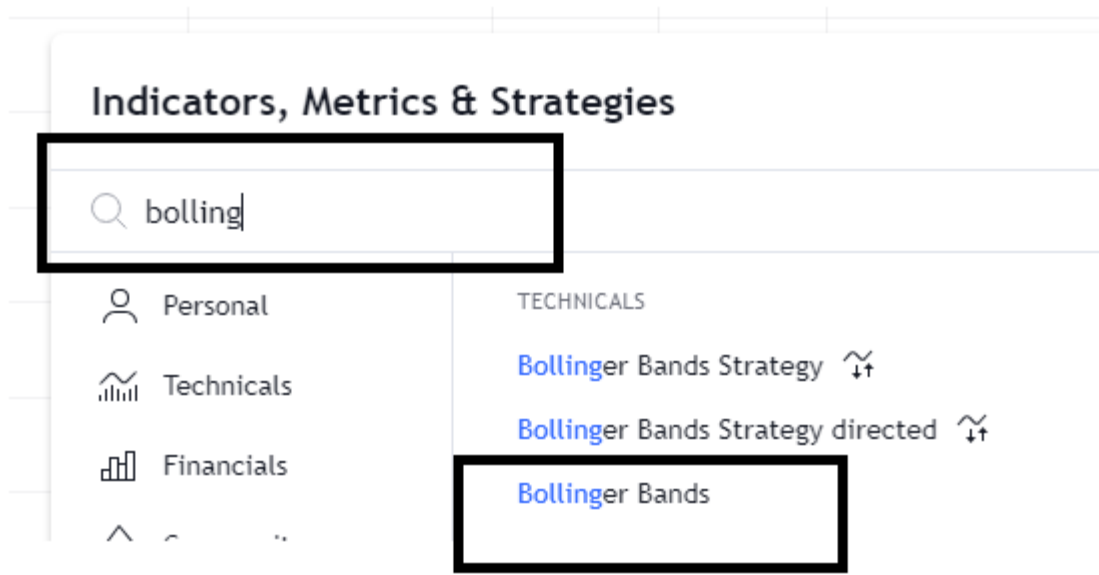 Indicators, Metrics & Strategies
bolling
Personal
Technicals
Financials
TECHNICALS
Bollinger Bands Strategy
Bollinger Bands Strategy directed
Bollinger Bands